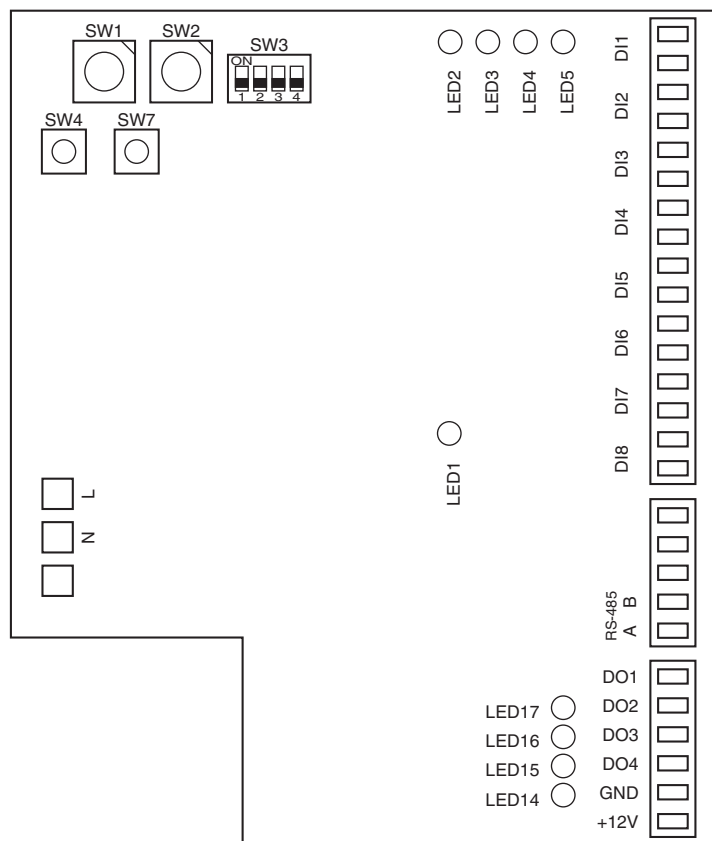 SW1 SW2
SW3
ON
1 2 3 4
SW4 SW7
LED2
LED3
LED4
LED5
DI1
DI2
DI3
DI4
DI5
DI6
DI7
DI8
LED1
L
N
RS-485
B
A
DO1
DO2
DO3
DO4
GND
+12V
LED17
LED16
LED15
LED14